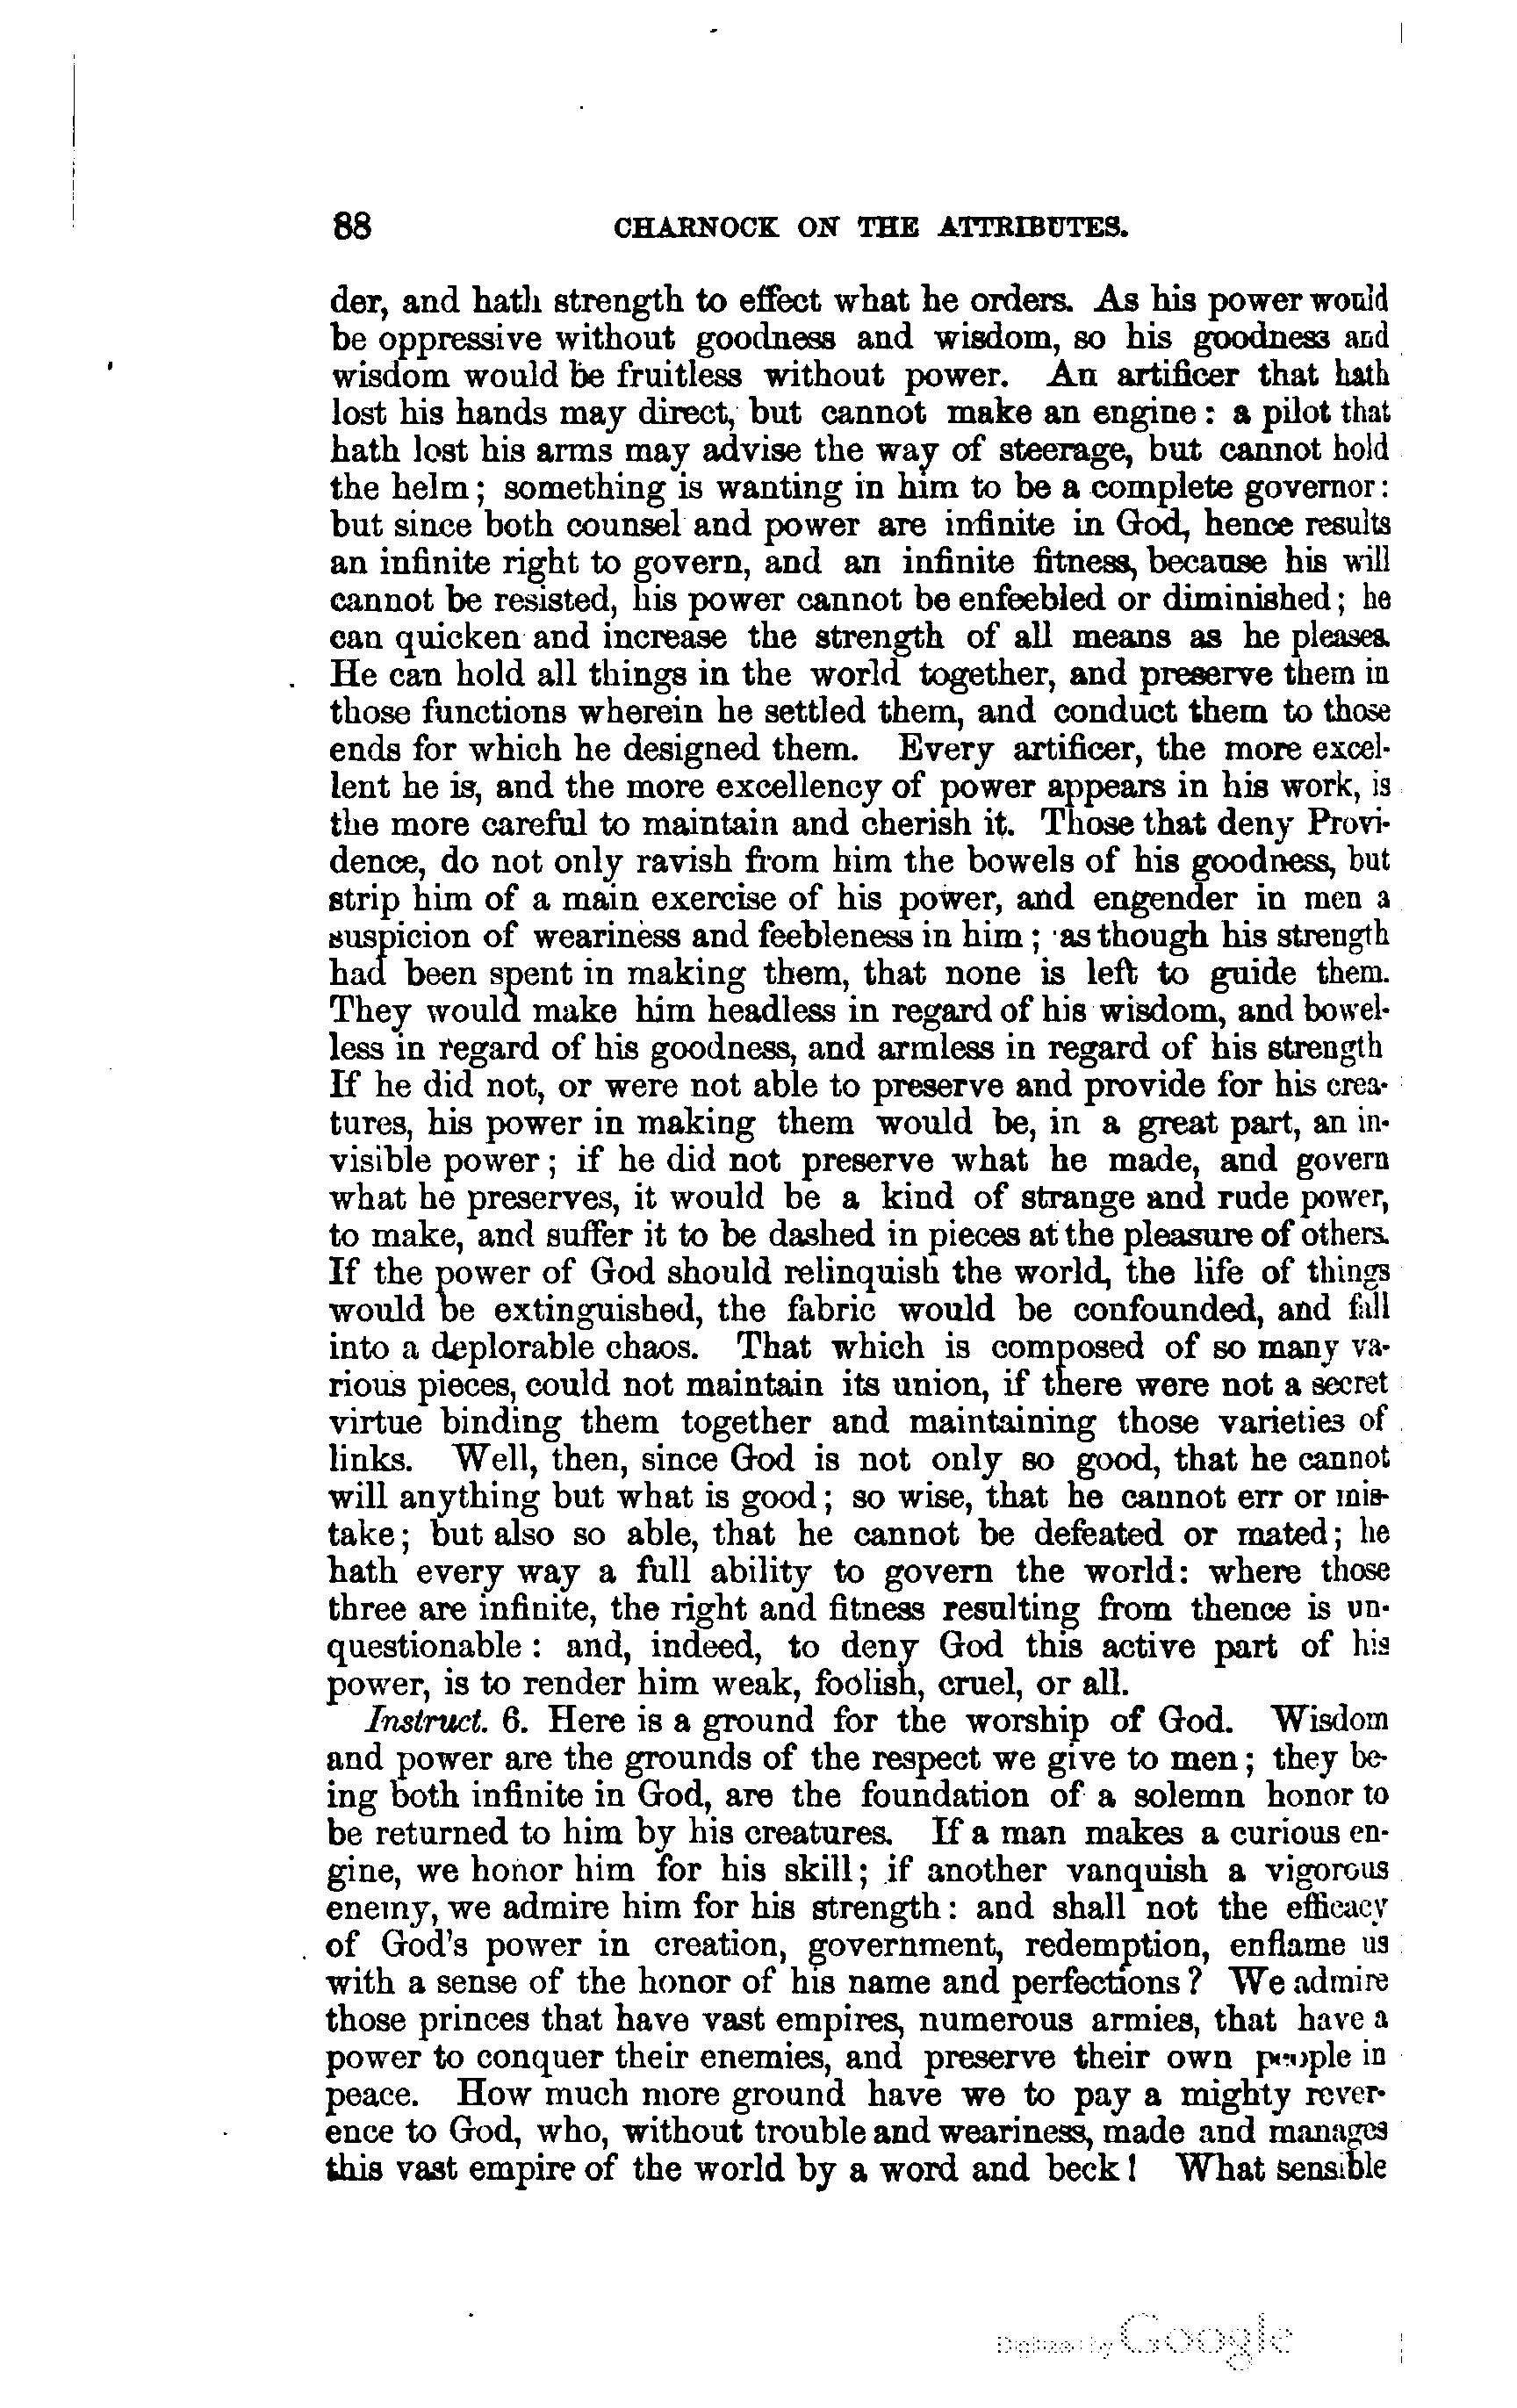 88 CHARNOCK ON THE ATTRIBUTES.
der, and hath strength to effect what he orders. As his power would
be oppressive without goodness and wisdom, so his goodness and
wisdom would be fruitless without power. An artificer that hath
lost his hands may direct, but cannot make an engine: a pilot that
hath lost his arms may advise the way of steerage, but cannot hold
the helm; something is wanting in him to be a complete governor:
but since both counsel and power are infinite in God, hence results
an infinite right to govern, and an infinite fitness, because his will
cannot be resisted, his power cannot be enfeebled or diminished; he
can quicken and increase the strength of all means as he pleases.
He can hold all things in the world together, and preserve them in
those functions wherein he settled them, and conduct them to those
ends for which he designed them. Every artificer, the more excel-
lent he is, and the more excellency of power appears in his work, is
the more careful to maintain and cherish it. Those that deny Provi-
dence, do not only ravish from him the bowels of his goodness, but
strip him of a main exercise of his power, and engender in men a
suspicion of weariness and feebleness in him; as though his strength
had been spent in making them, that none is left to guide them.
They would make him headless in regard of his wisdom, and bowel-
less in regard of his goodness, and armless in regard of his strength
If he did not, or were not able to preserve and provide for his crea-
tures, his power in making them would be, in a great part, an in-
visible power; if he did not preserve what he made, and govern
what he preserves, it would be a kind of strange and rude power,
to make, and suffer it to be dashed in pieces at the pleasure of others.
If the power of God should relinquish the world, the life of things
would be extinguished, the fabric would be confounded, and fall
into a deplorable chaos. That which is composed of so many va-
rious pieces, could not maintain its union, if there were not a secret
virtue binding them together and maintaining those varieties of
links. Well, then, since God is not only so good, that he cannot
will anything but what is good; so wise, that he cannot err or mis-
take; but also so able, that he cannot be defeated or mated; he
hath every way a full ability to govern the world: where those
three are infinite, the right and fitness resulting from thence is un-
questionable: and, indeed, to deny God this active part of his
power, is to render him weak, foolish, cruel, or all.
Instruct. 6. Here is a ground for the worship of God. Wisdom
and power are the grounds of the respect we give to men; they be-
ing both infinite in God, are the foundation of a solemn honor to
be returned to him by his creatures. If a man makes a curious en-
gine, we honor him for his skill; if another vanquish a vigorous
enemy, we admire him for his strength: and shall not the efficacy
of God's power in creation, government, redemption, enflame us
with a sense of the honor of his name and perfections? We admire
those princes that have vast empires, numerous armies, that have a
power to conquer their enemies, and preserve their own people in
peace. How much more ground have we to pay a mighty rever-
ence to God, who, without trouble and weariness, made and manages
this vast empire of the world by a word and beck! What sensible
Digitized by Google